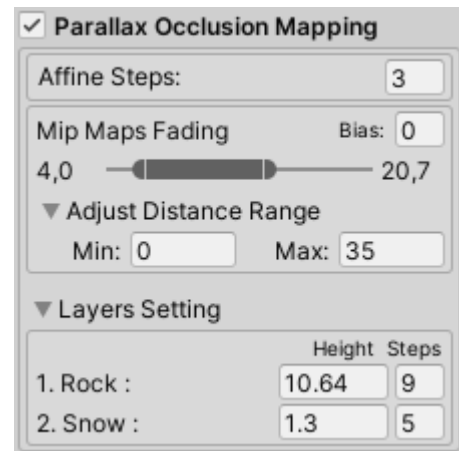 Parallax Occlusion Mapping
Affine Steps: 3
Mip Maps Fading Bias: 0
4,0 20,7
Adjust Distance Range
Min: 0 Max: 35
Layers Setting
Height Steps
1. Rock : 10.64 9
2. Snow : 1.3 5